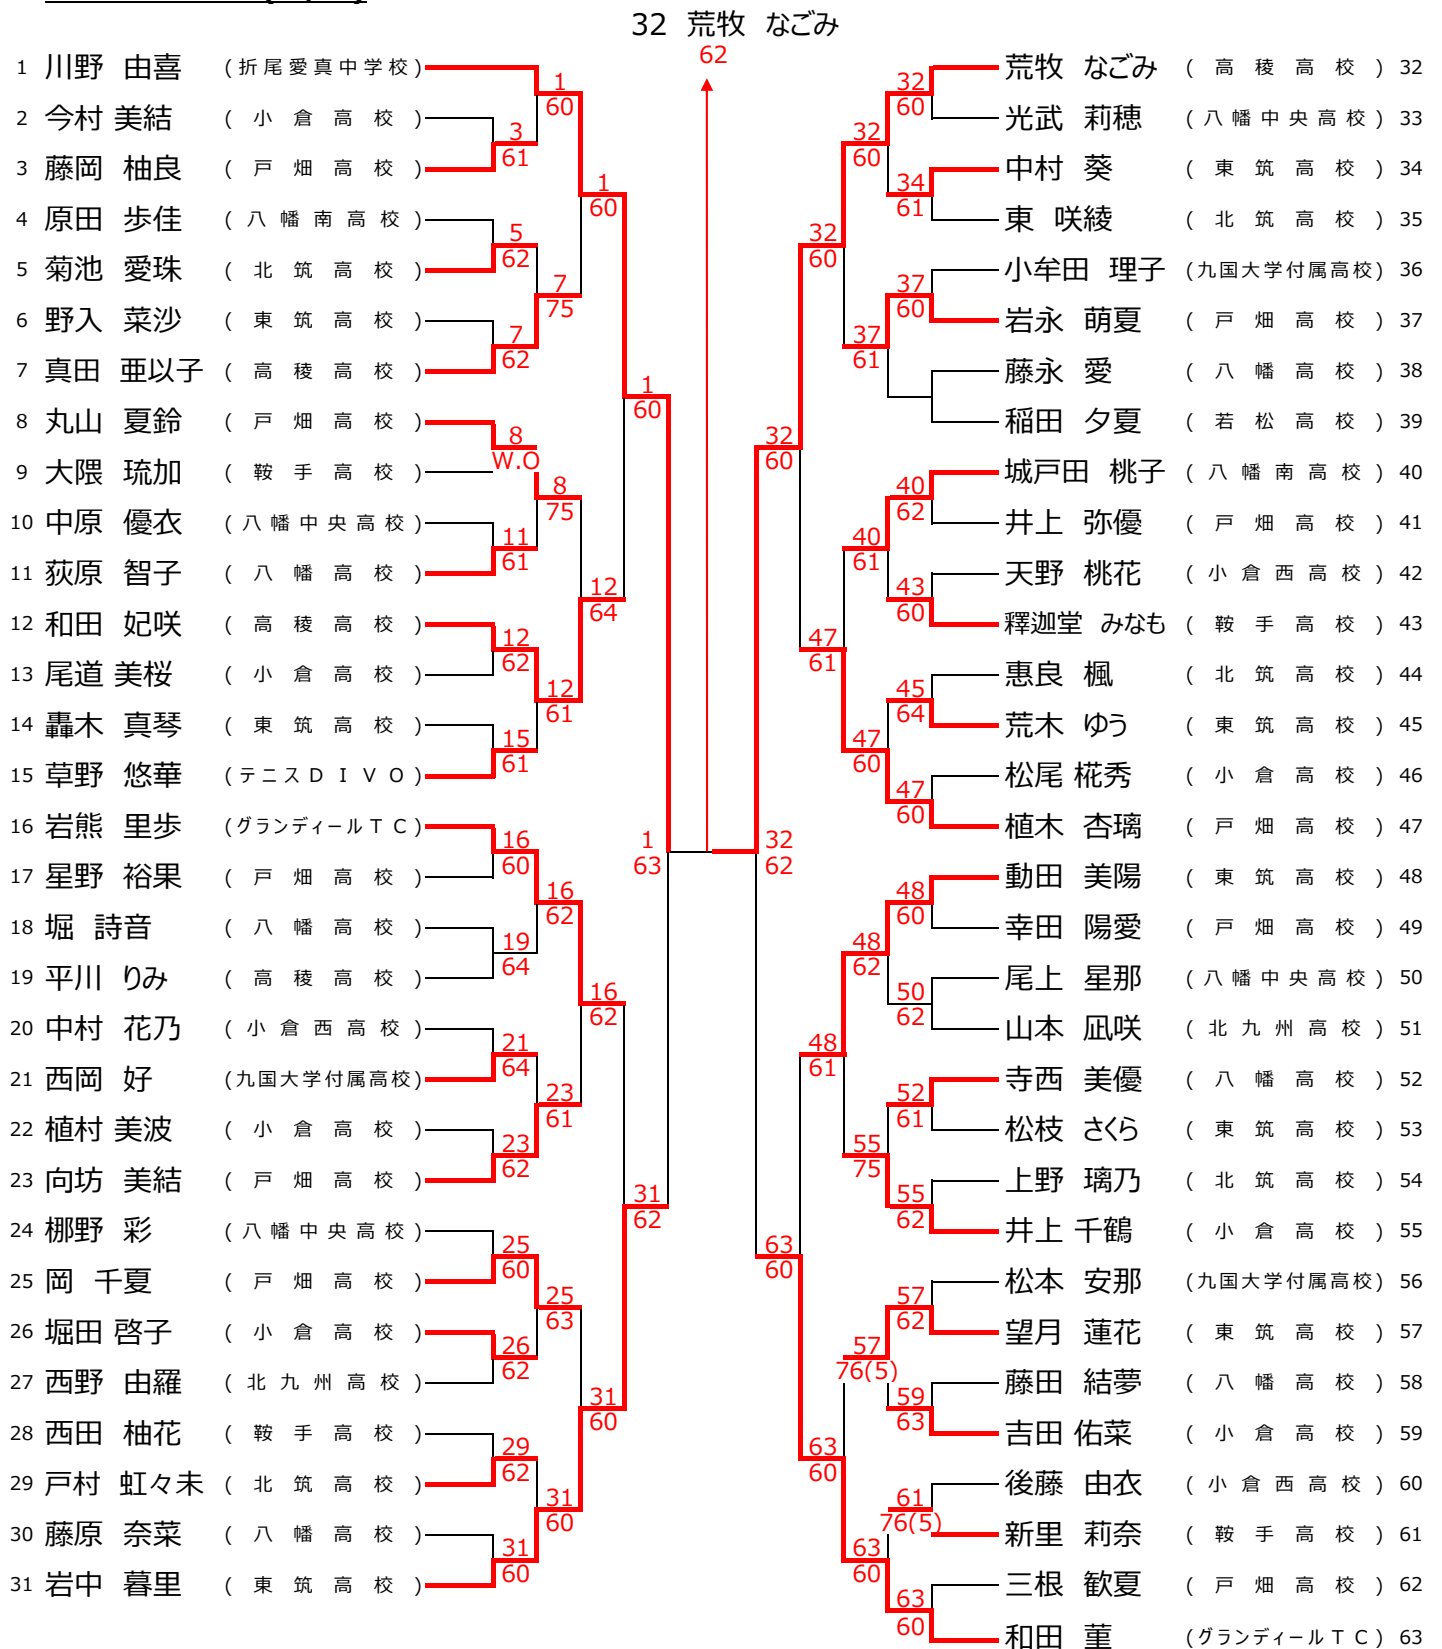 32 荒牧 なごみ
62
1 川野 由喜 (折尾愛真中学校)
2 今村 美結 (小倉高校)
3 藤岡 柚良 (戸畑高校)
4 原田 歩佳 (八幡南高校)
5 菊池 愛珠 (北筑高校)
6 野入 菜沙 (東筑高校)
7 真田 亜以子 (高稜高校)
8 丸山 夏鈴 (戸畑高校)
9 大隈 琉加 (鞍手高校)
10 中原 優衣 (八幡中央高校)
11 荻原 智子 (八幡高校)
12 和田 妃咲 (高稜高校)
13 尾道 美桜 (小倉高校)
14 轟木 真琴 (東筑高校)
15 草野 悠華 (テニスDIVO)
16 岩熊 里歩 (グランディールTC)
17 星野 裕果 (戸畑高校)
18 堀 詩音 (八幡高校)
19 平川 りみ (高稜高校)
20 中村 花乃 (小倉西高校)
21 西岡 好 (九国大学付属高校)
22 植村 美波 (小倉高校)
23 向坊 美結 (戸畑高校)
24 梛野 彩 (八幡中央高校)
25 岡 千夏 (戸畑高校)
26 堀田 啓子 (小倉高校)
27 西野 由羅 (北九州高校)
28 西田 柚花 (鞍手高校)
29 戸村 虹々未 (北筑高校)
30 藤原 奈菜 (八幡高校)
31 岩中 暮里 (東筑高校)
3
61
5
62
7
62
8
W.O
11
61
12
62
15
61
16
60
19
64
21
64
23
62
25
60
26
62
29
62
31
60
1
60
7
75
8
75
12
61
16
62
23
61
25
63
31
60
1
60
12
64
16
62
31
60
1
60
31
62
1
63
32
62
32
60
63
60
32
60
47
61
48
61
63
60
32
60
37
61
40
61
47
60
48
62
55
75
57
76(5)
63
60
32
60
34
61
37
60
40
62
43
60
45
64
47
60
48
60
50
62
52
61
55
62
57
62
59
63
61
76(5)
63
60
荒牧 なごみ (高稜高校) 32
光武 莉穂 (八幡中央高校) 33
中村 葵 (東筑高校) 34
東 咲綾 (北筑高校) 35
小牟田 理子 (九国大学付属高校) 36
岩永 萌夏 (戸畑高校) 37
藤永 愛 (八幡高校) 38
稲田 夕夏 (若松高校) 39
城戸田 桃子 (八幡南高校) 40
井上 弥優 (戸畑高校) 41
天野 桃花 (小倉西高校) 42
釋迦堂 みなも (鞍手高校) 43
惠良 楓 (北筑高校) 44
荒木 ゆう (東筑高校) 45
松尾 椛秀 (小倉高校) 46
植木 杏璃 (戸畑高校) 47
動田 美陽 (東筑高校) 48
幸田 陽愛 (戸畑高校) 49
尾上 星那 (八幡中央高校) 50
山本 凪咲 (北九州高校) 51
寺西 美優 (八幡高校) 52
松枝 さくら (東筑高校) 53
上野 璃乃 (北筑高校) 54
井上 千鶴 (小倉高校) 55
松本 安那 (九国大学付属高校) 56
望月 蓮花 (東筑高校) 57
藤田 結夢 (八幡高校) 58
吉田 佑菜 (小倉高校) 59
後藤 由衣 (小倉西高校) 60
新里 莉奈 (鞍手高校) 61
三根 歓夏 (戸畑高校) 62
和田 菫 (グランディールTC) 63